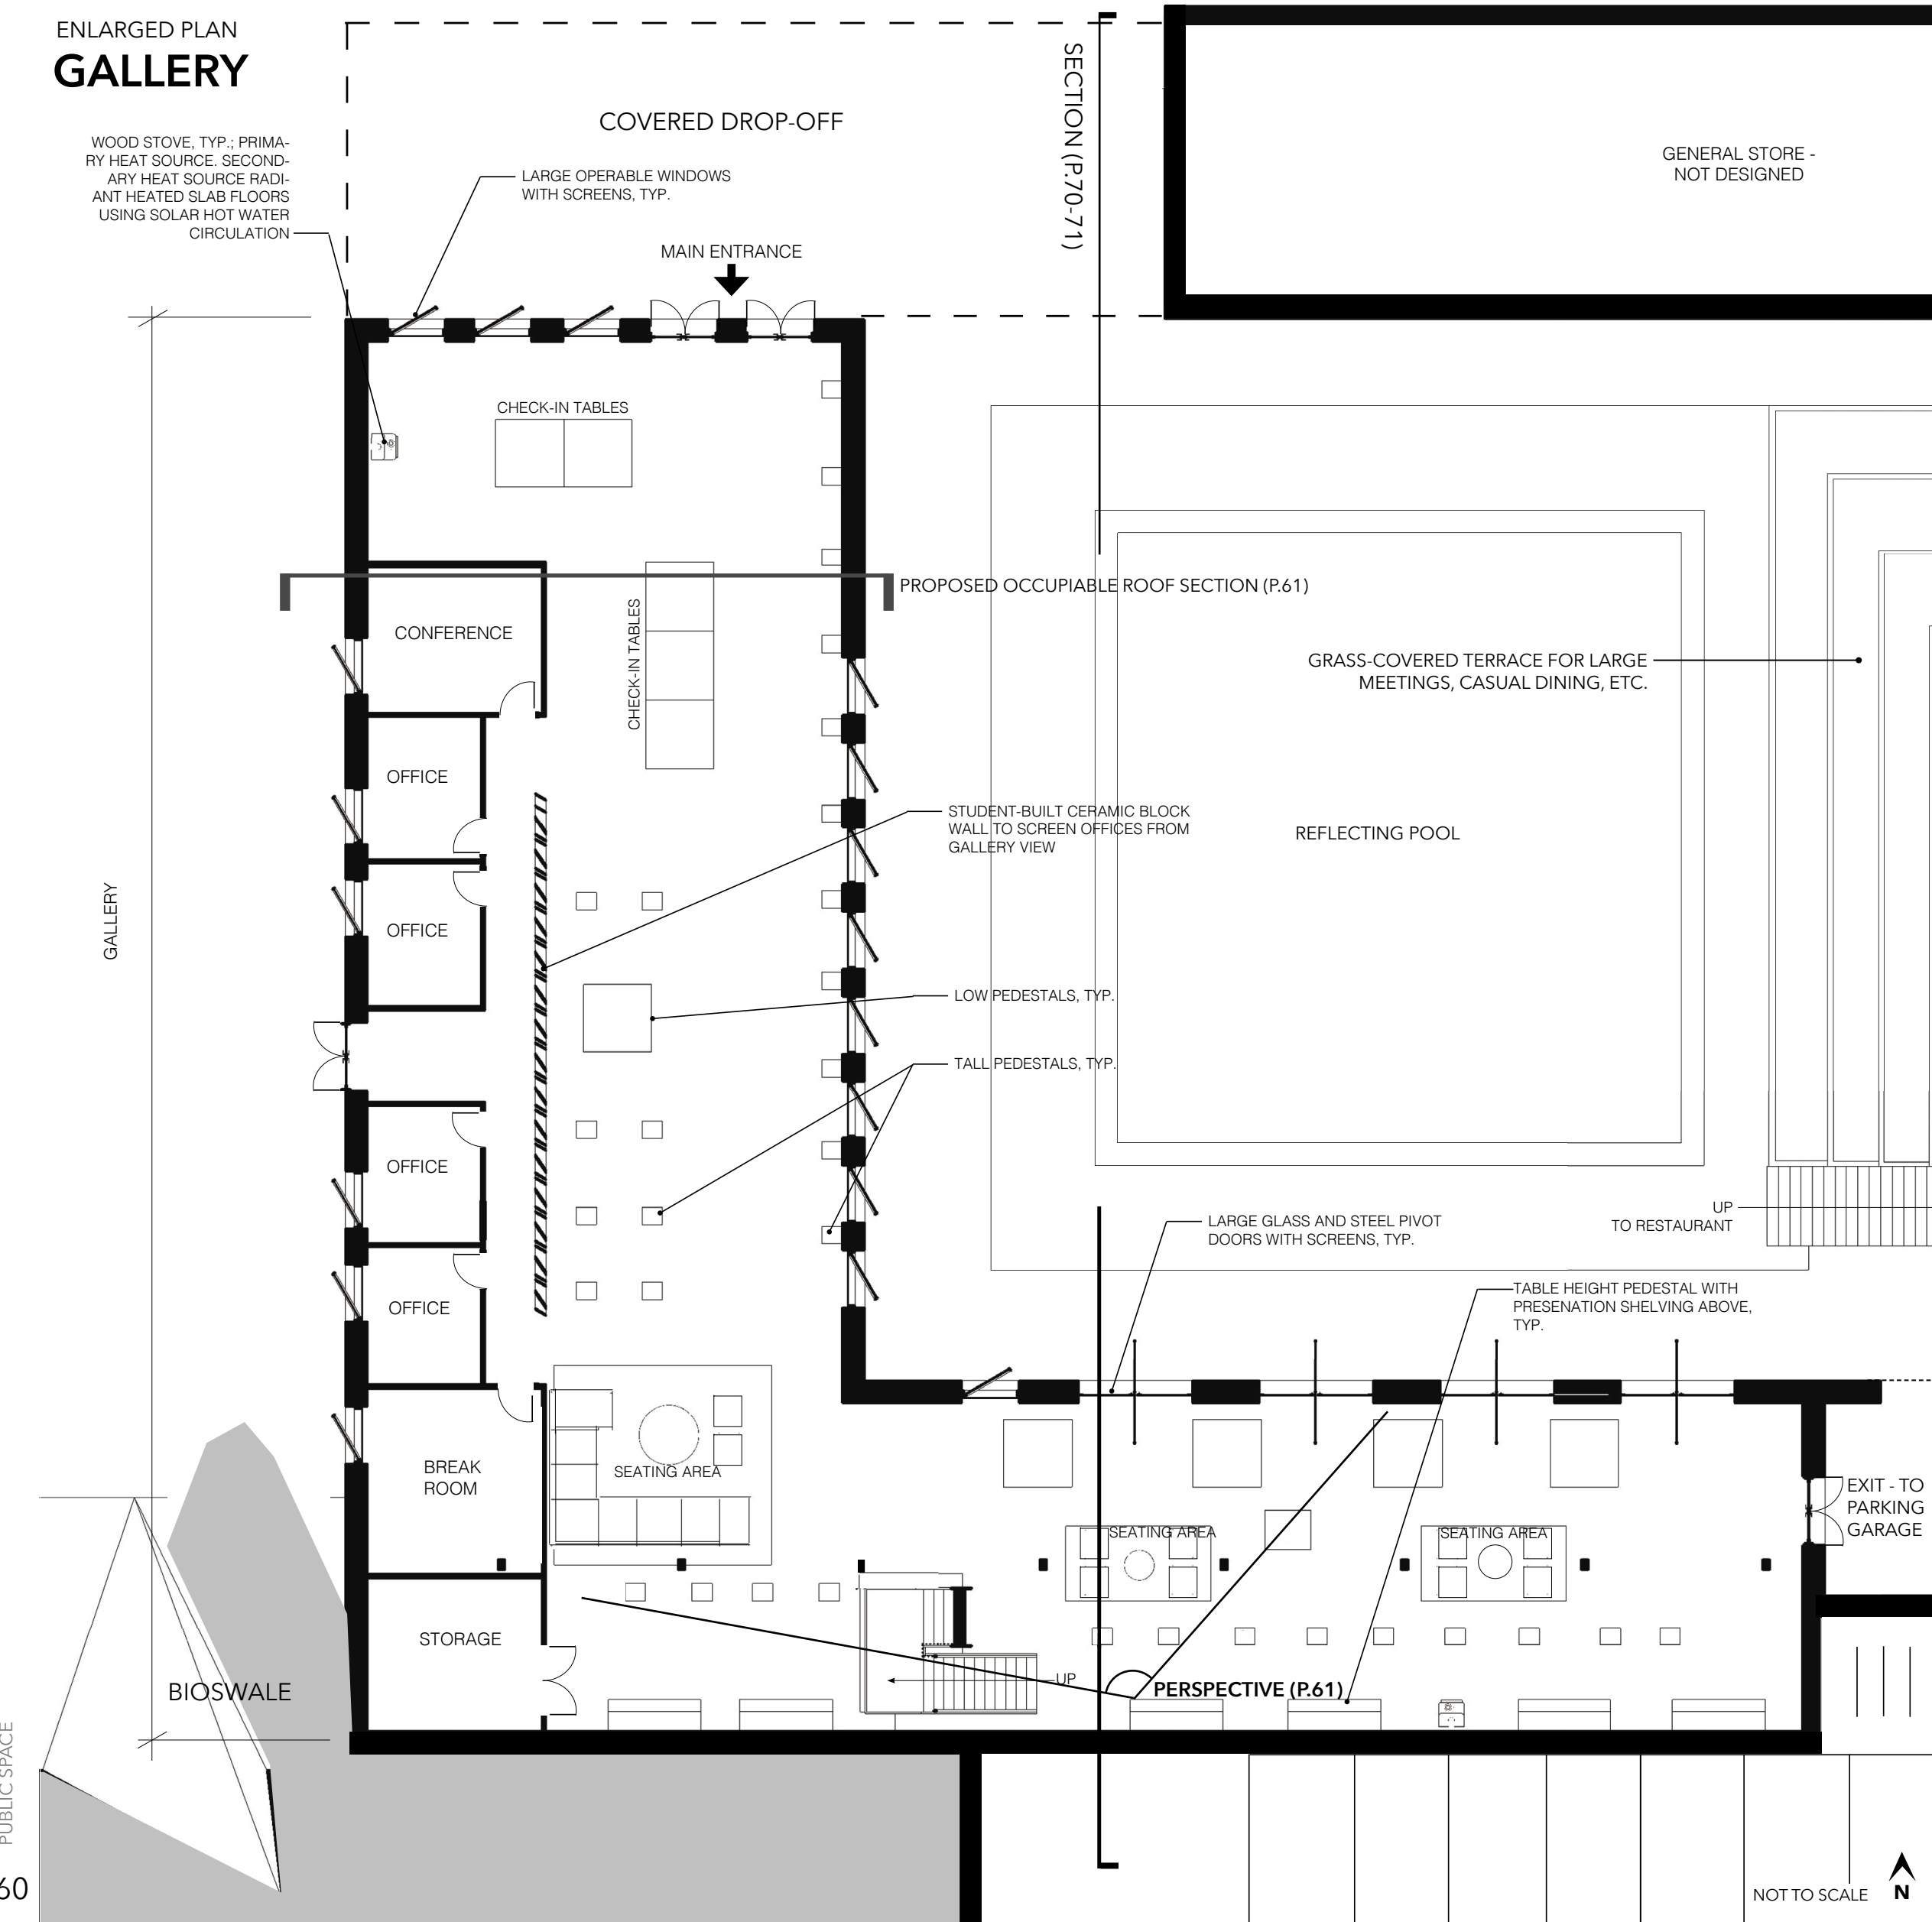 ENLARGED PLAN
GALLERY
COVERED DROP-OFF
SECTION (P.70-71)
GENERAL STORE -
NOT DESIGNED
WOOD STOVE, TYP.; PRIMA-
RY HEAT SOURCE. SECOND-
ARY HEAT SOURCE RADI-
ANT HEATED SLAB FLOORS
USING SOLAR HOT WATER
CIRCULATION
LARGE OPERABLE WINDOWS
WITH SCREENS, TYP.
MAIN ENTRANCE
CHECK-IN TABLES
PROPOSED OCCUPIABLE ROOF SECTION (P.61)
CONFERENCE
CHECK-IN TABLES
GRASS-COVERED TERRACE FOR LARGE
MEETINGS, CASUAL DINING, ETC.
OFFICE
STUDENT-BUILT CERAMIC BLOCK
WALL TO SCREEN OFFICES FROM
GALLERY VIEW
REFLECTING POOL
GALLERY
OFFICE
LOW PEDESTALS, TYP.
TALL PEDESTALS, TYP.
OFFICE
LARGE GLASS AND STEEL PIVOT
DOORS WITH SCREENS, TYP.
UP
TO RESTAURANT
OFFICE
TABLE HEIGHT PEDESTAL WITH
PRESENATION SHELVING ABOVE,
TYP.
BREAK
ROOM
SEATING AREA
SEATING AREA
SEATING AREA
EXIT - TO
PARKING
GARAGE
STORAGE
UP
PERSPECTIVE (P.61)
BIOSWALE
PUBLIC SPACE
60
NOT TO SCALE
N